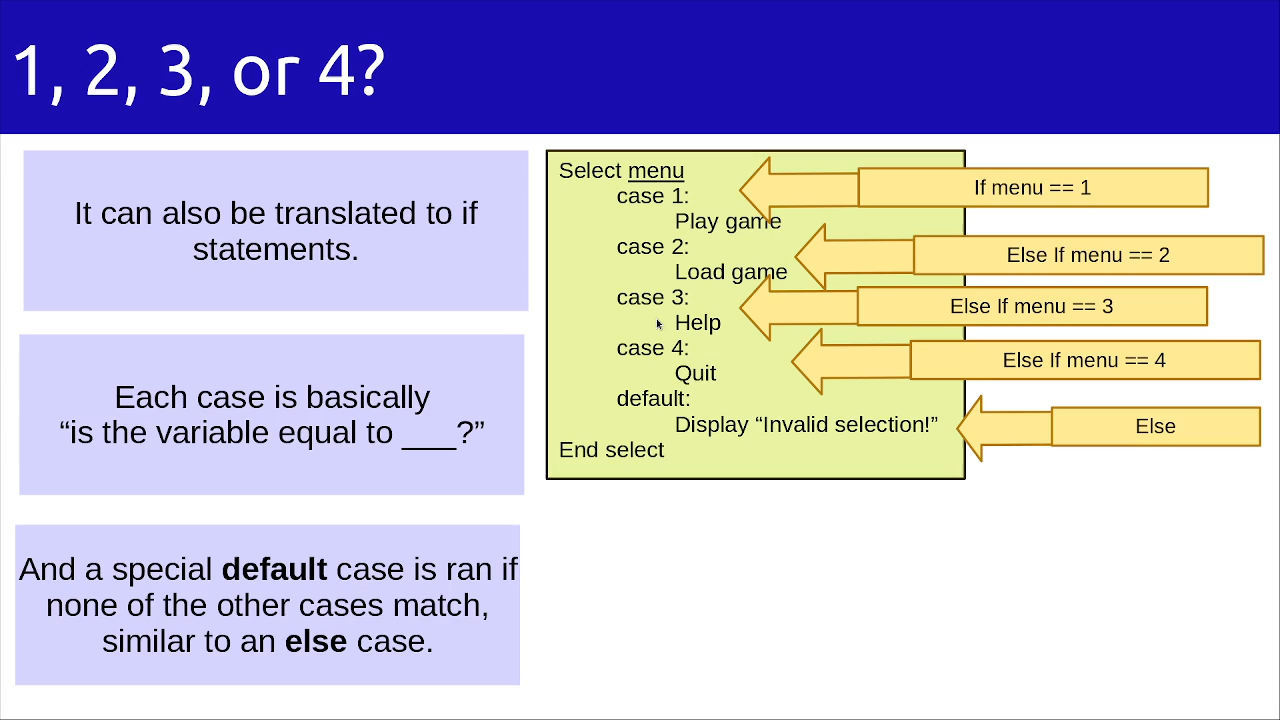 1, 2, 3, or 4?
It can also be translated to if
statements.
Each case is basically
“is the variable equal to ___?”
And a special default case is ran if
none of the other cases match,
similar to an else case.
Select menu
case 1:
Play game
case 2:
Load game
case 3:
Help
case 4:
Quit
default:
Display “Invalid selection!”
End select
If menu == 1
Else If menu == 2
Else If menu == 3
Else If menu == 4
Else